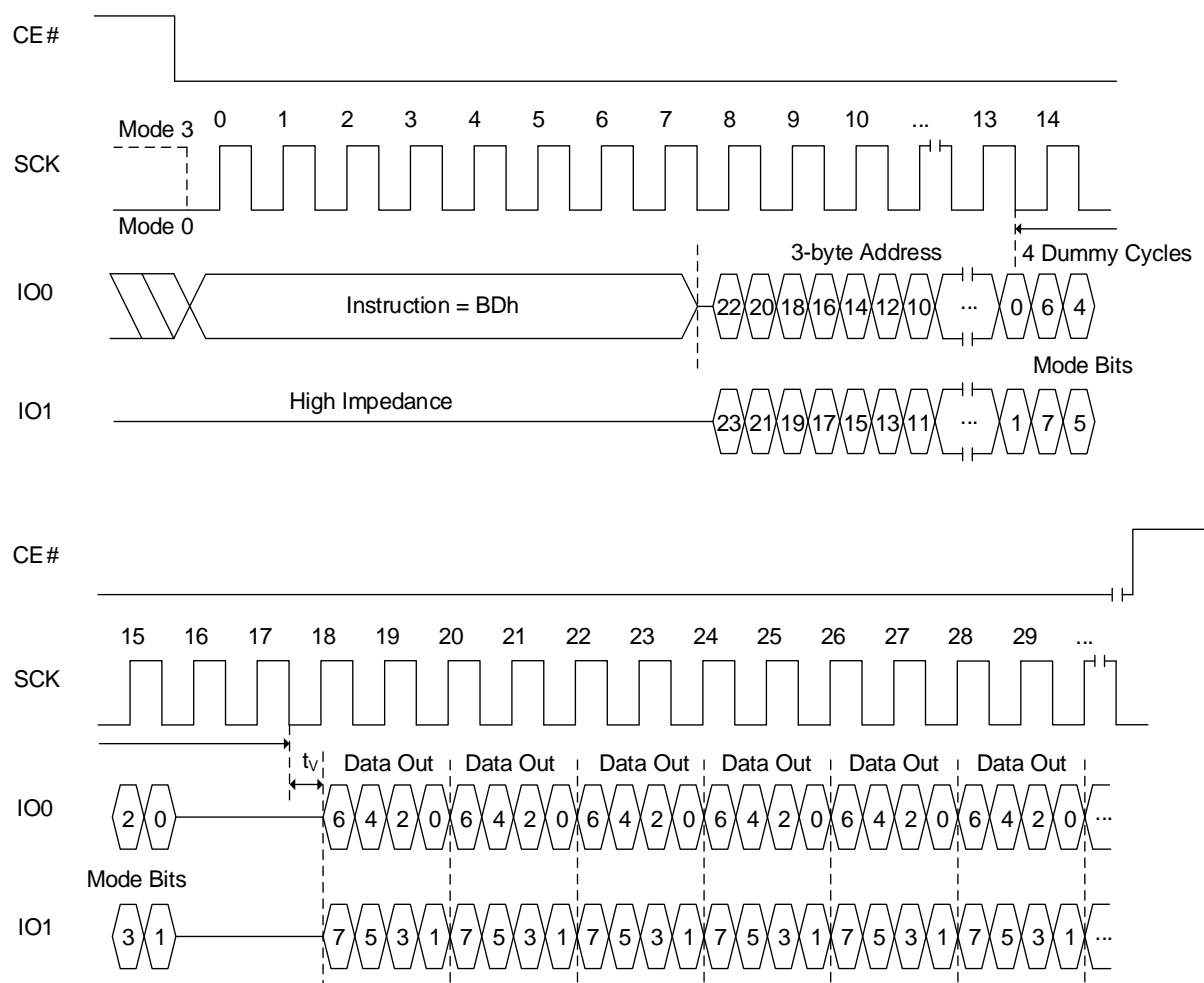 CE#
Mode 3
0 1 2 3 4 5 6 7 8 9 10 ... 13 14
SCK
Mode 0
3-byte Address
4 Dummy Cycles
IO0
Instruction = BDh
22 20 18 16 14 12 10 ... 0 6 4
Mode Bits
IO1
High Impedance
23 21 19 17 15 13 11 ... 1 7 5
CE#
15 16 17 18 19 20 21 22 23 24 25 26 27 28 29 ...
SCK
tV
Data Out Data Out Data Out Data Out Data Out Data Out
IO0
2 0 6 4 2 0 6 4 2 0 6 4 2 0 6 4 2 0 6 4 2 0 6 4 2 0 ...
Mode Bits
IO1
3 1 7 5 3 1 7 5 3 1 7 5 3 1 7 5 3 1 7 5 3 1 7 5 3 1 ...